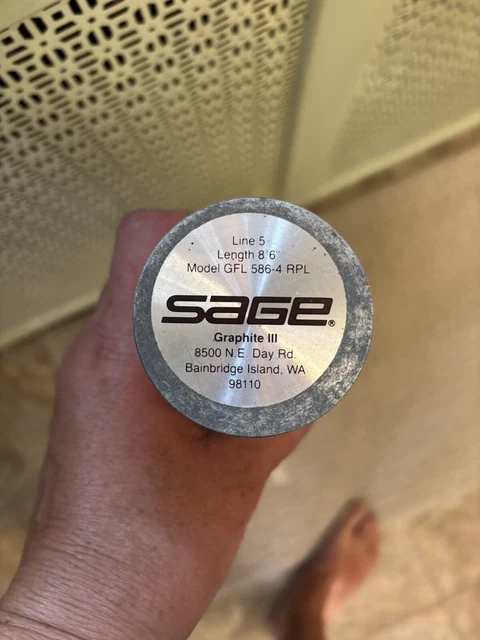 Line 5
Length 8'6"
Model GFL 586-4 RPL
SAGE®
Graphite III
8500 N.E. Day Rd.
Bainbridge Island, WA
98110